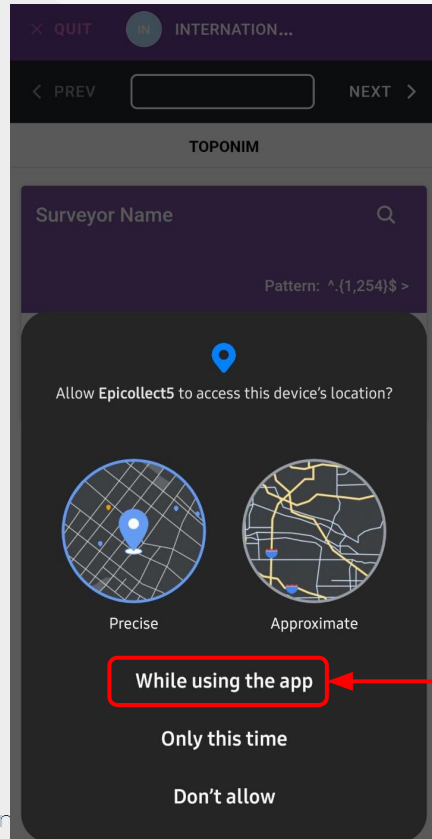 × QUIT IN INTERNATION...
< PREV NEXT >
TOPONIM
Surveyor Name
Pattern: ^.{1,254}$ >
Allow Epicollect5 to access this device's location?
Precise Approximate
While using the app
Only this time
Don't allow